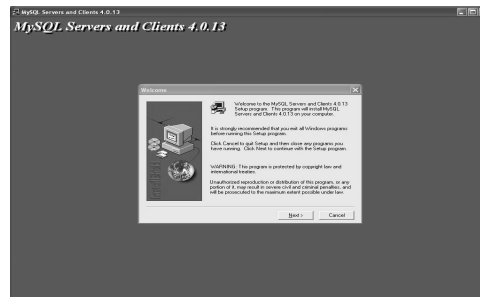 MySQL Servers and Clients 4.0.13
MySQL Servers and Clients 4.0.13
Welcome
Welcome to the MySQL Servers and Clients 4.0.13
Setup program. This program will install MySQL
Servers and Clients 4.0.13 on your computer.
It is strongly recommended that you exit all Windows programs
before running this Setup program.
Click Cancel to quit Setup and then close any programs you
have running. Click Next to continue with the Setup program.
WARNING: This program is protected by copyright law and
international treaties.
Unauthorized reproduction or distribution of this program, or any
portion of it, may result in severe civil and criminal penalties, and
will be prosecuted to the maximum extent possible under law.
Next > Cancel